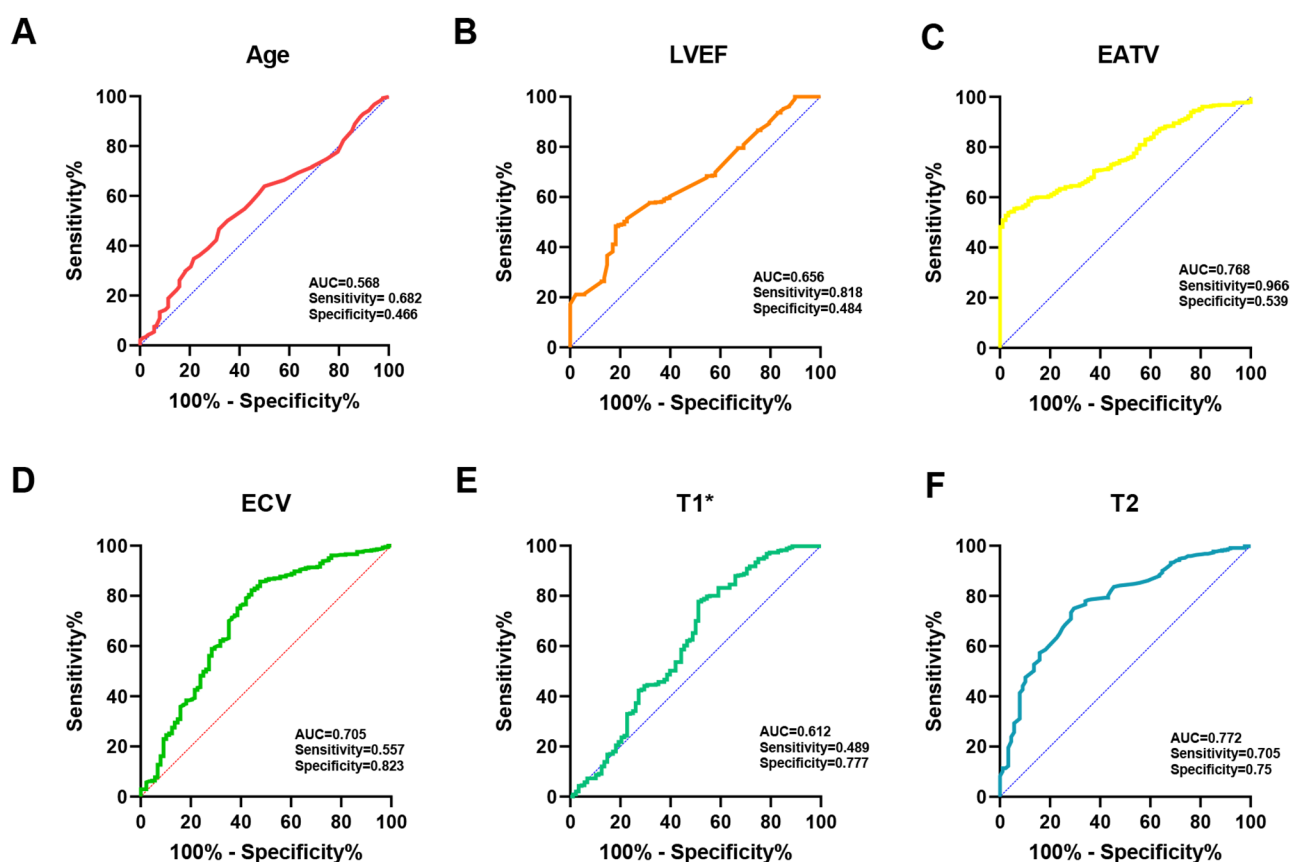 A
Age
Sensitivity%
100
80
60
40
20
0
AUC=0.568
Sensitivity= 0.682
Specificity=0.466
0 20 40 60 80 100
100% - Specificity%
B
LVEF
Sensitivity%
100
80
60
40
20
0
AUC=0.656
Sensitivity=0.818
Specificity=0.484
0 20 40 60 80 100
100% - Specificity%
C
EATV
Sensitivity%
100
80
60
40
20
0
AUC=0.768
Sensitivity=0.966
Specificity=0.539
0 20 40 60 80 100
100% - Specificity%
D
ECV
Sensitivity%
100
80
60
40
20
0
AUC=0.705
Sensitivity=0.557
Specificity=0.823
0 20 40 60 80 100
100% - Specificity%
E
T1*
Sensitivity%
100
80
60
40
20
0
AUC=0.612
Sensitivity=0.489
Specificity=0.777
0 20 40 60 80 100
100% - Specificity%
F
T2
Sensitivity%
100
80
60
40
20
0
AUC=0.772
Sensitivity=0.705
Specificity=0.75
0 20 40 60 80 100
100% - Specificity%